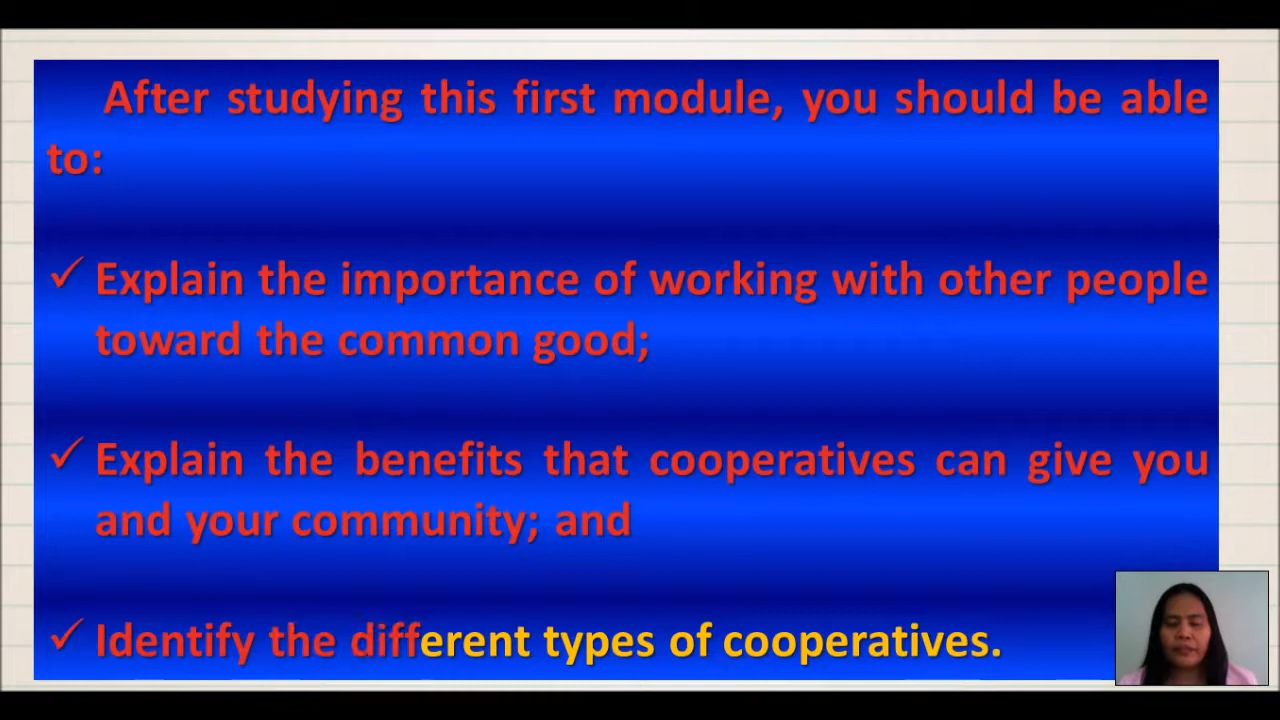 After studying this first module, you should be able
to:
✓ Explain the importance of working with other people
toward the common good;
✓ Explain the benefits that cooperatives can give you
and your community; and
✓ Identify the different types of cooperatives.